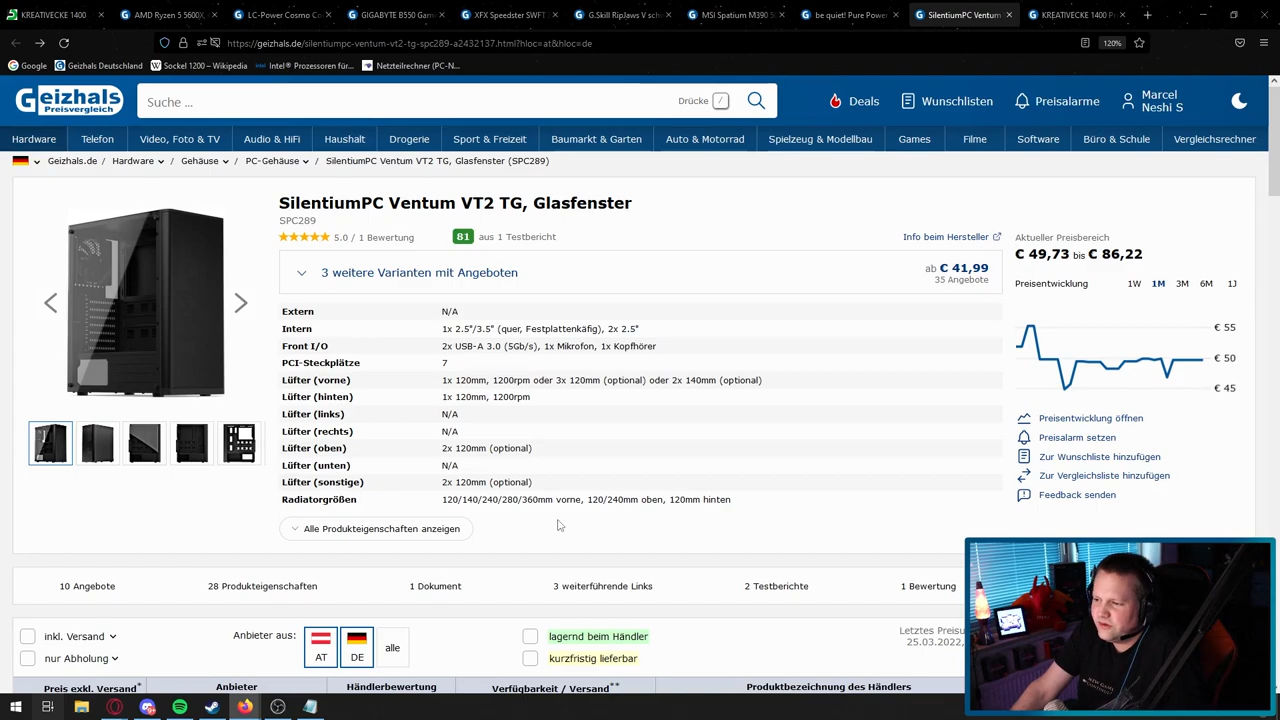 KREATIVECKE 1400
AMD Ryzen 5 5600X,
LC-Power Cosmo Co
GIGABYTE B550 Gam
XFX Speedster SWFT
G.Skill RipJaws V sch
MSI Spatium M390 5
be quiet! Pure Power
SilentiumPC Ventum
KREATIVECKE 1400 P
https://geizhals.de/silentiumpc-ventum-vt2-tg-spc289-a2432137.html?hloc=at&hloc=de
120%
Google
Geizhals Deutschland
Sockel 1200 – Wikipedia
Intel® Prozessoren für...
Netzteilrechner (PC-N...
Geizhals
Preisvergleich
Suche ...
Drücke /
Deals
Wunschlisten
Preisalarme
Marcel
Neshi S
Hardware
Telefon
Video, Foto & TV
Audio & HiFi
Haushalt
Drogerie
Sport & Freizeit
Baumarkt & Garten
Auto & Motorrad
Spielzeug & Modellbau
Games
Filme
Software
Büro & Schule
Vergleichsrechner
Geizhals.de
Hardware
Gehäuse
PC-Gehäuse
SilentiumPC Ventum VT2 TG, Glasfenster (SPC289)
SilentiumPC Ventum VT2 TG, Glasfenster
SPC289
5.0 / 1 Bewertung
81 aus 1 Testbericht
Info beim Hersteller
3 weitere Varianten mit Angeboten
ab € 41,99
35 Angebote
Extern N/A
Intern 1x 2.5"/3.5" (quer, Festplattenkäfig), 2x 2.5"
Front I/O 2x USB-A 3.0 (5Gb/s), 1x Mikrofon, 1x Kopfhörer
PCI-Steckplätze 7
Lüfter (vorne) 1x 120mm, 1200rpm oder 3x 120mm (optional) oder 2x 140mm (optional)
Lüfter (hinten) 1x 120mm, 1200rpm
Lüfter (links) N/A
Lüfter (rechts) N/A
Lüfter (oben) 2x 120mm (optional)
Lüfter (unten) N/A
Lüfter (sonstige) 2x 120mm (optional)
Radiatorgrößen 120/140/240/280/360mm vorne, 120/240mm oben, 120mm hinten
Alle Produkteigenschaften anzeigen
Aktueller Preisbereich
€ 49,73 bis € 86,22
Preisentwicklung 1W 1M 3M 6M 1J
€ 55
€ 50
€ 45
Preisentwicklung öffnen
Preisalarm setzen
Zur Wunschliste hinzufügen
Zur Vergleichsliste hinzufügen
Feedback senden
10 Angebote
28 Produkteigenschaften
1 Dokument
3 weiterführende Links
2 Testberichte
1 Bewertung
inkl. Versand
nur Abholung
Anbieter aus:
AT
DE
alle
lagernd beim Händler
kurzfristig lieferbar
Letztes Preisu
25.03.2022,
Preis exkl. Versand*
Anbieter
Händlerbewertung
Verfügbarkeit / Versand**
Produktbezeichnung des Händlers